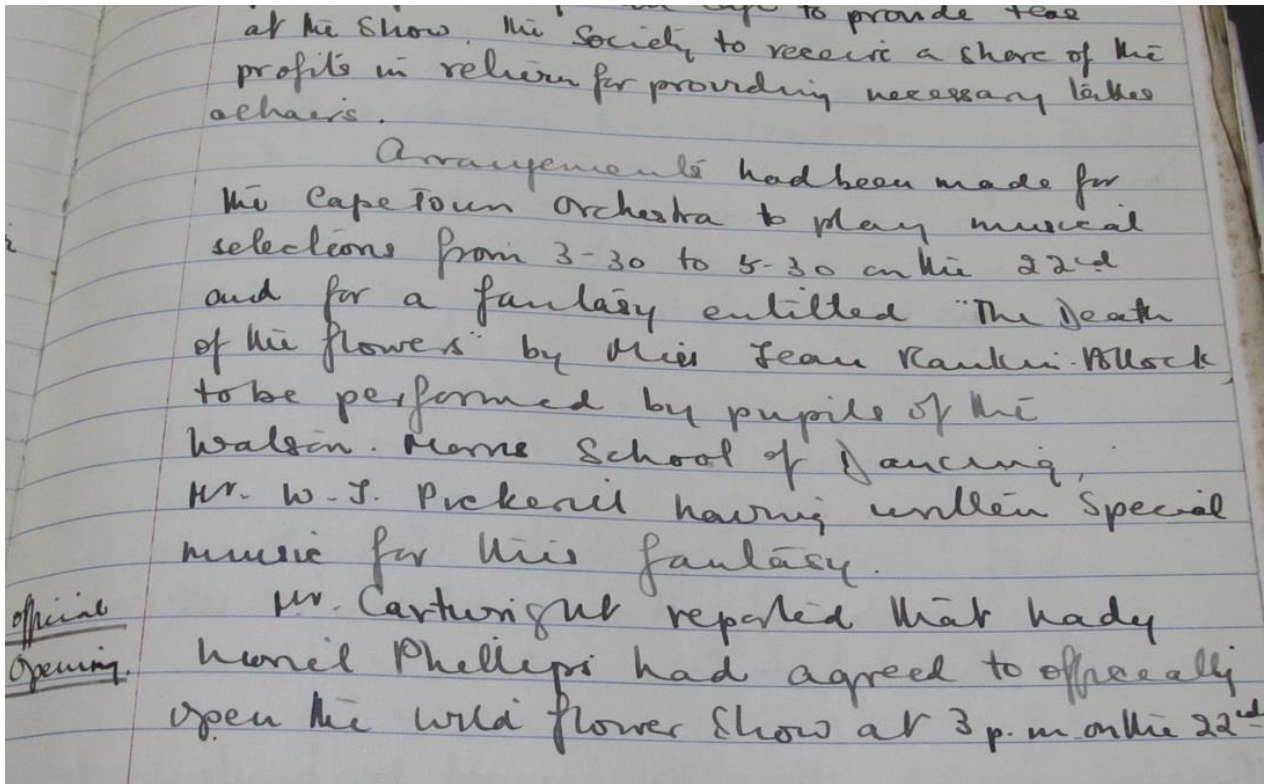 to provide teas
at the Show, the Society to receive a share of the
profits in return for providing necessary tables
& chairs.
Arrangements had been made for
the Cape Town Orchestra to play musical
selections from 3-30 to 5-30 on the 22nd
and for a fantasy entitled "The Death
of the flowers" by Miss Jean Rankin-Pollock,
to be performed by pupils of the
Watson-Morris School of Dancing,
Mr. W. J. Pickerill having written special
music for this fantasy.
official
Mr. Cartwright reported that Lady
opening.
Lionel Phillips had agreed to officially
open the wild flower Show at 3 p.m. on the 22nd